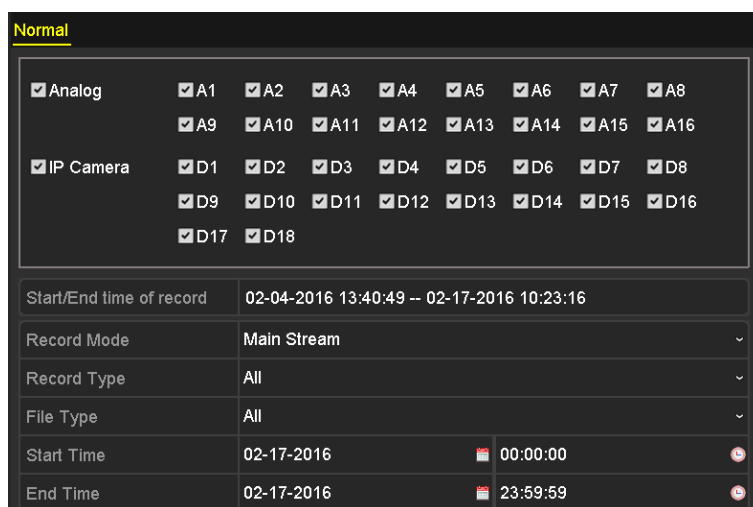 Normal
Analog A1 A2 A3 A4 A5 A6 A7 A8
A9 A10 A11 A12 A13 A14 A15 A16
IP Camera D1 D2 D3 D4 D5 D6 D7 D8
D9 D10 D11 D12 D13 D14 D15 D16
D17 D18
Start/End time of record 02-04-2016 13:40:49 -- 02-17-2016 10:23:16
Record Mode Main Stream
Record Type All
File Type All
Start Time 02-17-2016 00:00:00
End Time 02-17-2016 23:59:59